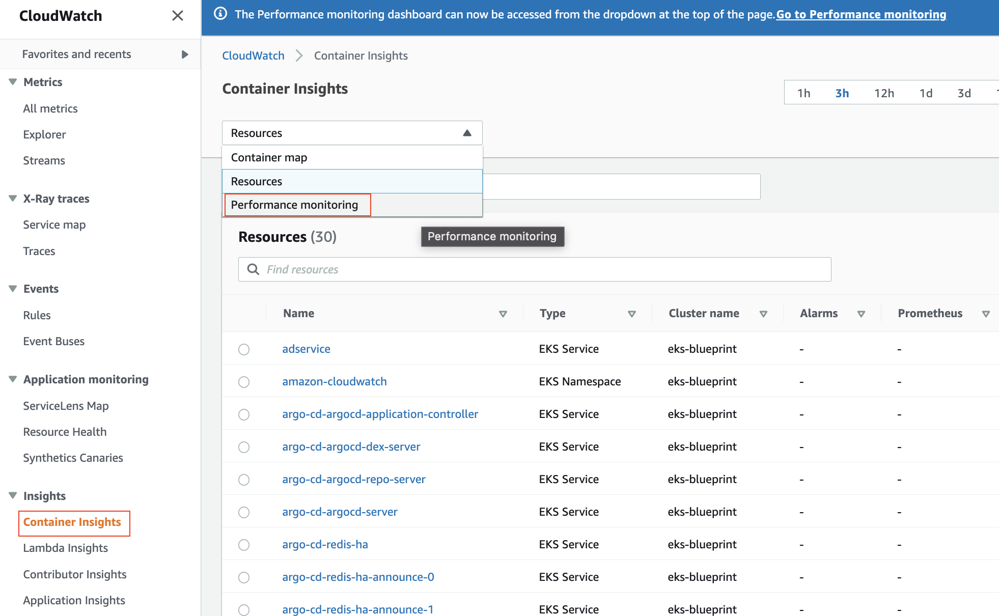 CloudWatch
Favorites and recents
Metrics
All metrics
Explorer
Streams
X-Ray traces
Service map
Traces
Events
Rules
Event Buses
Application monitoring
ServiceLens Map
Resource Health
Synthetics Canaries
Insights
Container Insights
Lambda Insights
Contributor Insights
Application Insights
The Performance monitoring dashboard can now be accessed from the dropdown at the top of the page.Go to Performance monitoring
CloudWatch Container Insights
Container Insights
1h 3h 12h 1d 3d
Resources
Container map
Resources
Performance monitoring
Performance monitoring
Resources (30)
Find resources
Name Type Cluster name Alarms Prometheus
adservice EKS Service eks-blueprint - -
amazon-cloudwatch EKS Namespace eks-blueprint - -
argo-cd-argocd-application-controller EKS Service eks-blueprint - -
argo-cd-argocd-dex-server EKS Service eks-blueprint - -
argo-cd-argocd-repo-server EKS Service eks-blueprint - -
argo-cd-argocd-server EKS Service eks-blueprint - -
argo-cd-redis-ha EKS Service eks-blueprint - -
argo-cd-redis-ha-announce-0 EKS Service eks-blueprint - -
argo-cd-redis-ha-announce-1 EKS Service eks-blueprint - -